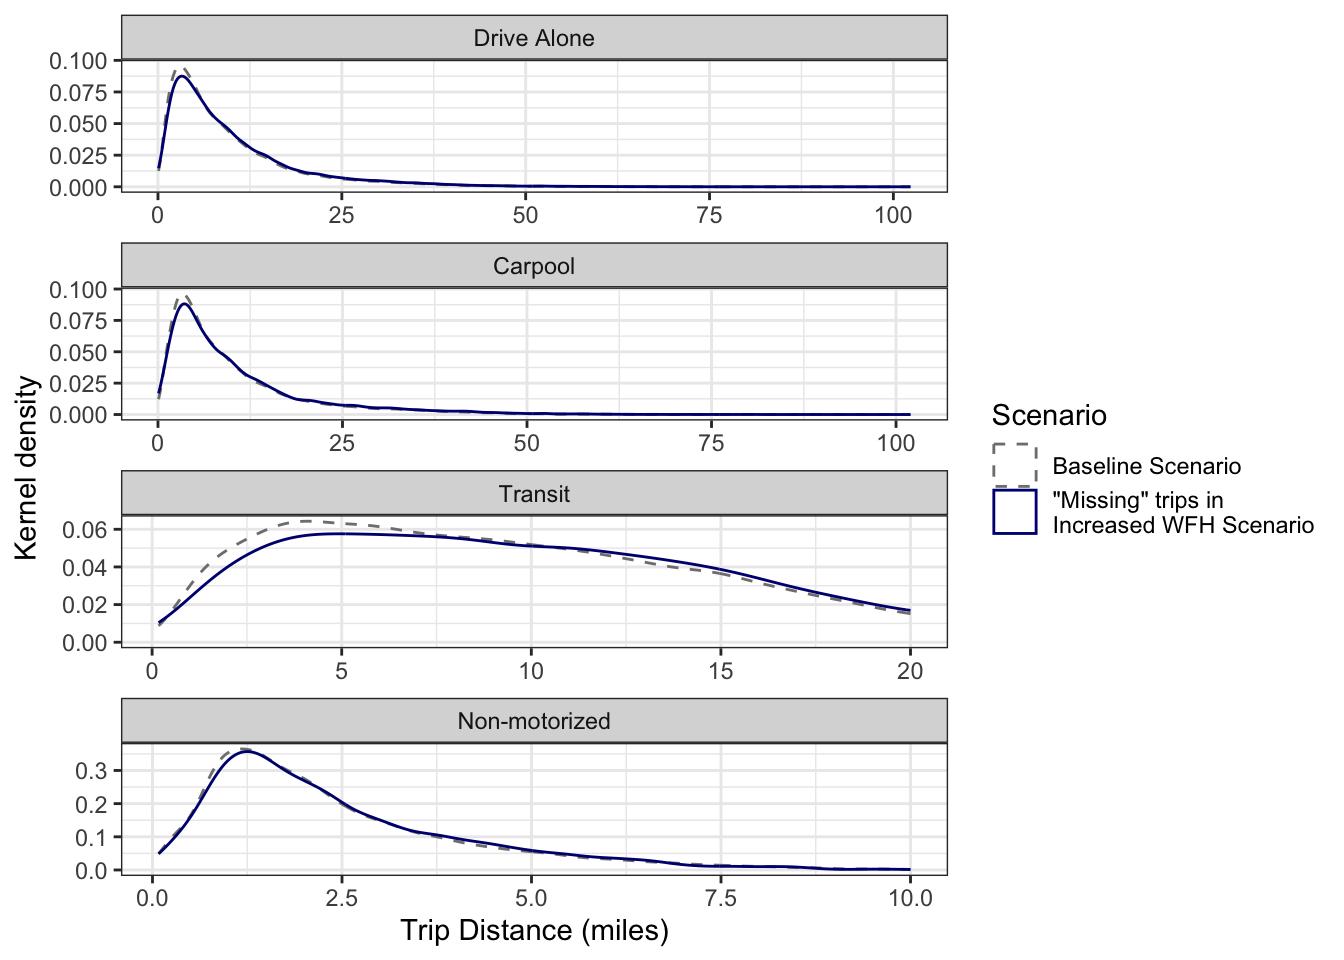 Drive Alone
0.100
0.075
0.050
0.025
0.000
0 25 50 75 100
Carpool
0.100
0.075
0.050
0.025
0.000
0 25 50 75 100
Kernel density
Transit
0.06
0.04
0.02
0.00
0 5 10 15 20
Non-motorized
0.3
0.2
0.1
0.0
0.0 2.5 5.0 7.5 10.0
Trip Distance (miles)
Scenario
Baseline Scenario
"Missing" trips in
Increased WFH Scenario